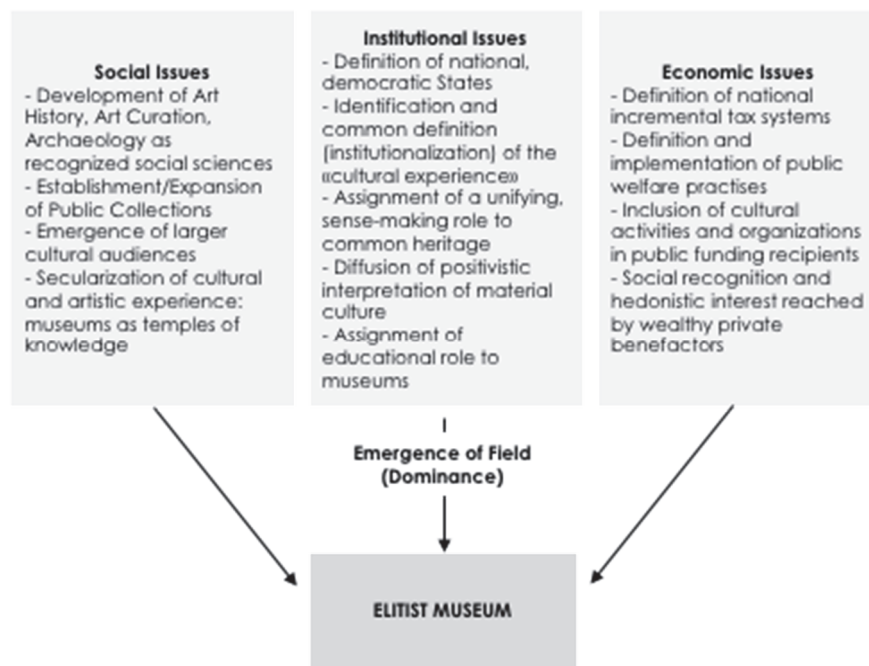 Social Issues
- Development of Art
History, Art Curation,
Archaeology as
recognized social sciences
- Establishment/Expansion
of Public Collections
- Emergence of larger
cultural audiences
- Secularization of cultural
and artistic experience:
museums as temples of
knowledge
Institutional Issues
- Definition of national,
democratic States
- Identification and
common definition
(institutionalization) of the
«cultural experience»
- Assignment of a unifying,
sense-making role to
common heritage
- Diffusion of positivistic
interpretation of material
culture
- Assignment of
educational role to
museums
Economic Issues
- Definition of national
incremental tax systems
- Definition and
implementation of public
welfare practises
- Inclusion of cultural
activities and organizations
in public funding recipients
- Social recognition and
hedonistic interest reached
by wealthy private
benefactors
Emergence of Field
(Dominance)
ELITIST MUSEUM